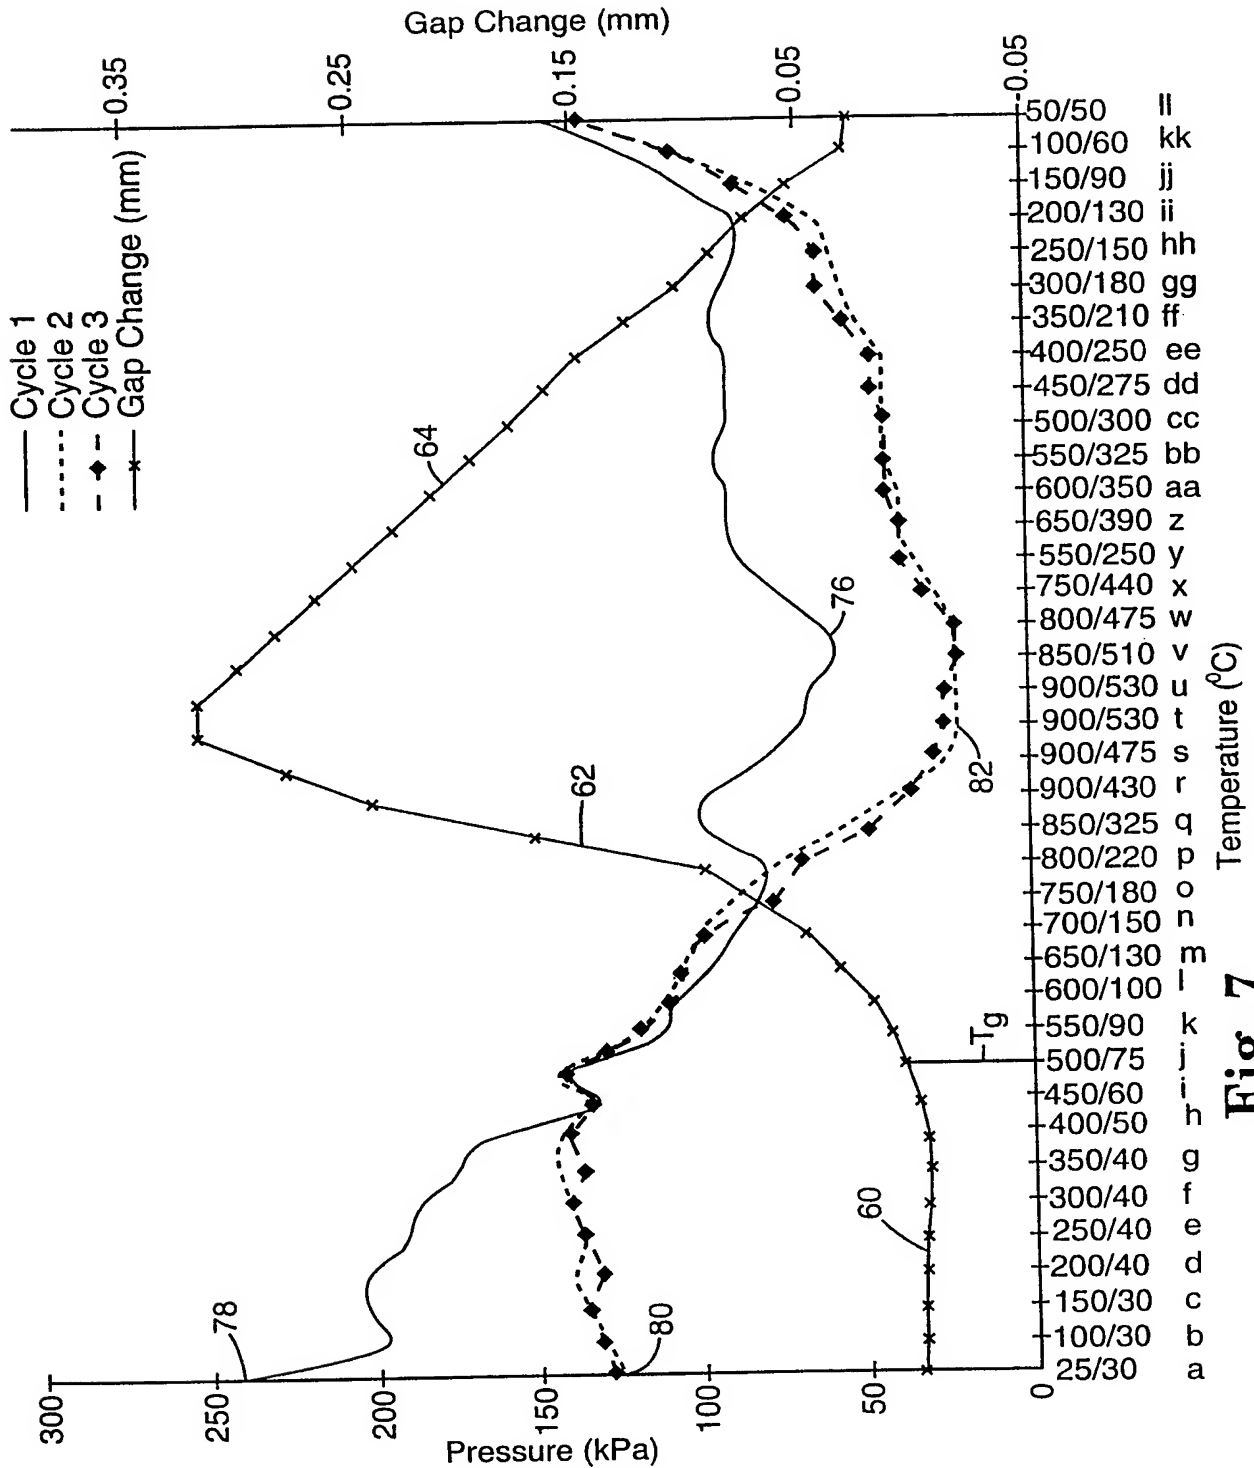 Cycle 1
Cycle 2
Cycle 3
Gap Change (mm)
Pressure (kPa)
300
250
200
150
100
50
0
Gap Change (mm)
0.35
0.25
0.15
0.05
0.05
78
80
60
62
64
76
82
Tg
25/30 a
100/30 b
150/30 c
200/40 d
250/40 e
300/40 f
350/40 g
400/50 h
450/60 i
500/75 j
550/90 k
600/100 l
650/130 m
700/150 n
750/180 o
800/220 p
850/325 q
900/430 r
900/475 s
900/530 t
900/530 u
850/510 v
800/475 w
750/440 x
550/250 y
650/390 z
600/350 aa
550/325 bb
500/300 cc
450/275 dd
400/250 ee
350/210 ff
300/180 gg
250/150 hh
200/130 ii
150/90 jj
100/60 kk
50/50 ll
Temperature (⁰C)
Fig. 7